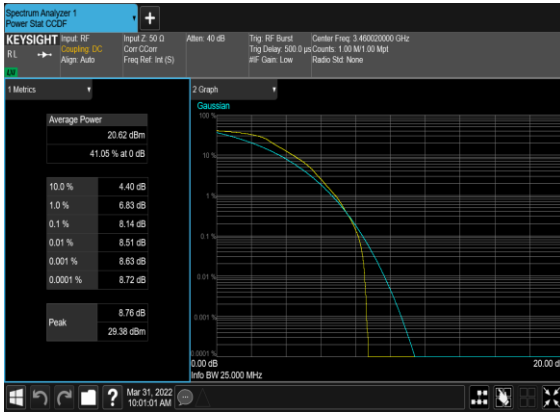 Spectrum Analyzer 1
Power Stat CCDF
KEYSIGHT
RL
Input: RF
Coupling: DC
Align: Auto
Input Z: 50 Ω
Corr CCorr
Freq Ref: Int (S)
Atten: 40 dB
Trig: RF Burst
Trig Delay: 500.0 µs
#IF Gain: Low
Center Freq: 3.460020000 GHz
Counts: 1.00 M/1.00 Mpt
Radio Std: None
1 Metrics
Average Power
20.62 dBm
41.05 % at 0 dB
10.0 % 4.40 dB
1.0 % 6.83 dB
0.1 % 8.14 dB
0.01 % 8.51 dB
0.001 % 8.63 dB
0.0001 % 8.72 dB
Peak
8.76 dB
29.38 dBm
2 Graph
Gaussian
100 %
10 %
1 %
0.1 %
0.01 %
0.001 %
0.0001 %
0.00 dB
20.00 d
Info BW 25.000 MHz
Mar 31, 2022
10:01:01 AM